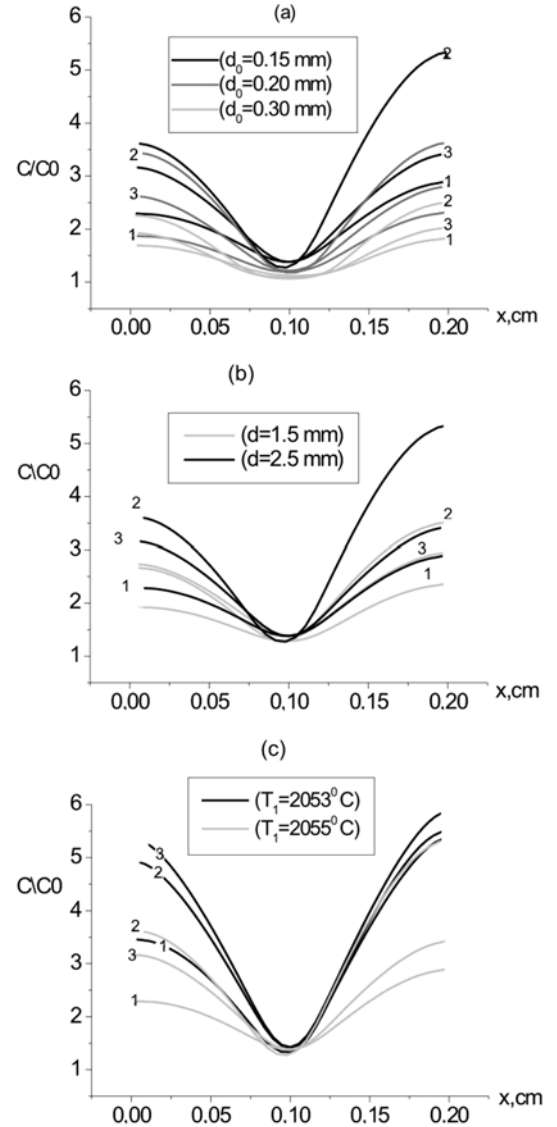 (a)
6
5
4
3
2
1
C/C0
(d₀=0.15 mm)
(d₀=0.20 mm)
(d₀=0.30 mm)
2
3
1
2
3
1
2
3
1
0.00 0.05 0.10 0.15 0.20
x,cm
(b)
6
5
4
3
2
1
C\C0
(d=1.5 mm)
(d=2.5 mm)
2
3
1
2
3
1
0.00 0.05 0.10 0.15 0.20
x,cm
(c)
6
5
4
3
2
1
C\C0
(T₁=2053⁰ C)
(T₁=2055⁰ C)
3
2
1
2
3
1
0.00 0.05 0.10 0.15 0.20
x,cm